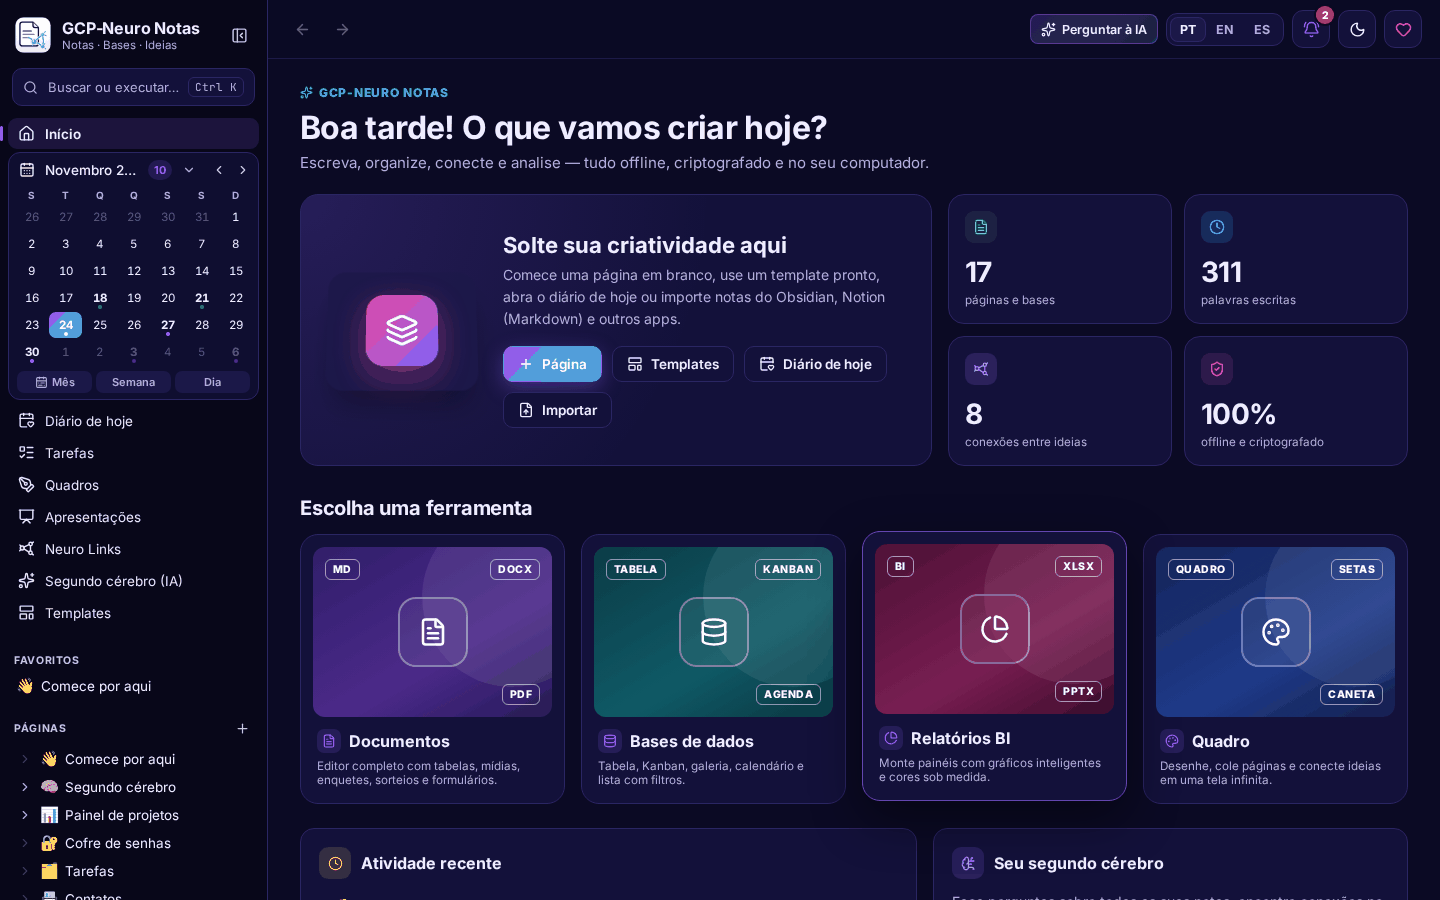 GCP-Neuro Notas
Notas · Bases · Ideias
Buscar ou executar...
Ctrl K
Início
Novembro 2...
10
S T Q Q S S D
26 27 28 29 30 31 1
2 3 4 5 6 7 8
9 10 11 12 13 14 15
16 17 18 19 20 21 22
23 24 25 26 27 28 29
30 1 2 3 4 5 6
Mês
Semana
Dia
Diário de hoje
Tarefas
Quadros
Apresentações
Neuro Links
Segundo cérebro (IA)
Templates
FAVORITOS
Comece por aqui
PÁGINAS
Comece por aqui
Segundo cérebro
Painel de projetos
Cofre de senhas
Tarefas
Contatos
Perguntar à IA
PT
EN
ES
2
GCP-NEURO NOTAS
Boa tarde! O que vamos criar hoje?
Escreva, organize, conecte e analise — tudo offline, criptografado e no seu computador.
Solte sua criatividade aqui
Comece uma página em branco, use um template pronto,
abra o diário de hoje ou importe notas do Obsidian, Notion
(Markdown) e outros apps.
Página
Templates
Diário de hoje
Importar
17
páginas e bases
311
palavras escritas
8
conexões entre ideias
100%
offline e criptografado
Escolha uma ferramenta
MD
DOCX
PDF
Documentos
Editor completo com tabelas, mídias,
enquetes, sorteios e formulários.
TABELA
KANBAN
AGENDA
Bases de dados
Tabela, Kanban, galeria, calendário e
lista com filtros.
BI
XLSX
PPTX
Relatórios BI
Monte painéis com gráficos inteligentes
e cores sob medida.
QUADRO
SETAS
CANETA
Quadro
Desenhe, cole páginas e conecte ideias
em uma tela infinita.
Atividade recente
Seu segundo cérebro